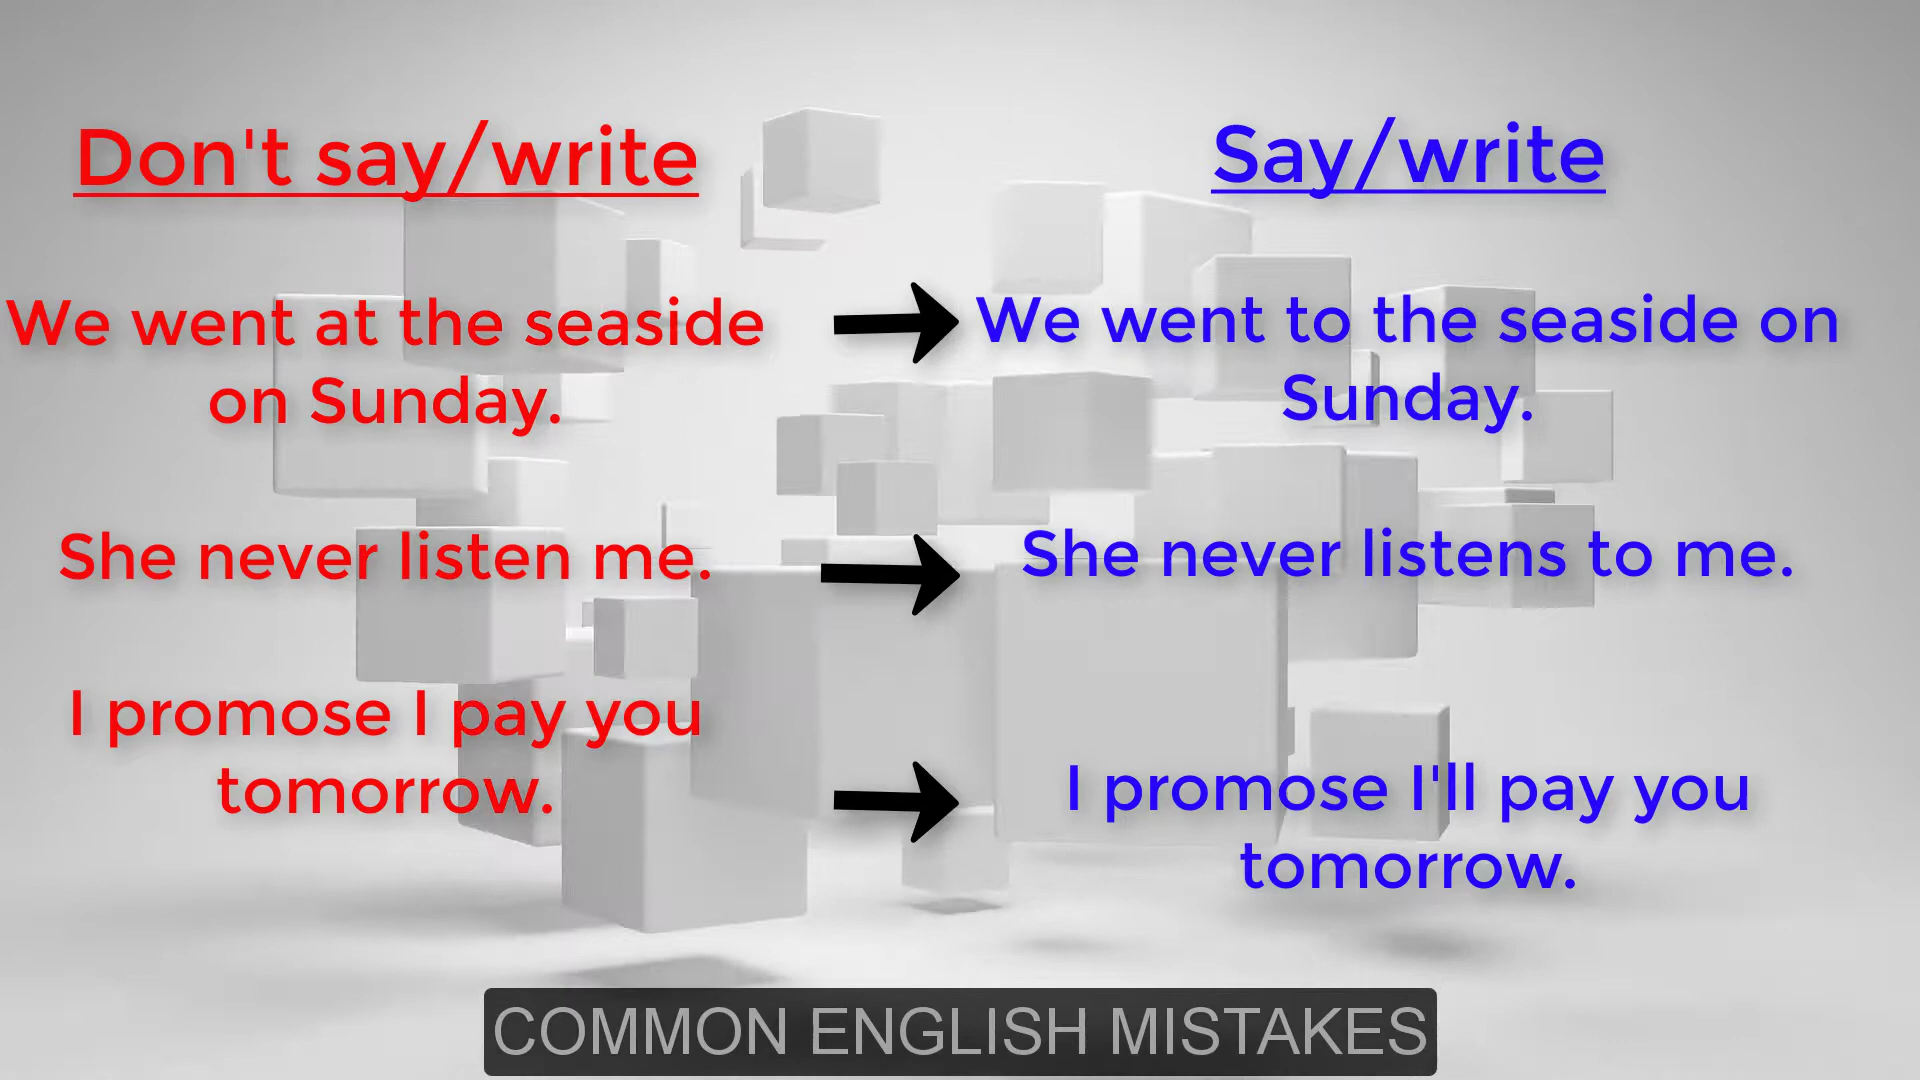 Don't say/write
Say/write
We went at the seaside
on Sunday.
We went to the seaside on
Sunday.
She never listen me.
She never listens to me.
I promose I pay you
tomorrow.
I promose I'll pay you
tomorrow.
COMMON ENGLISH MISTAKES